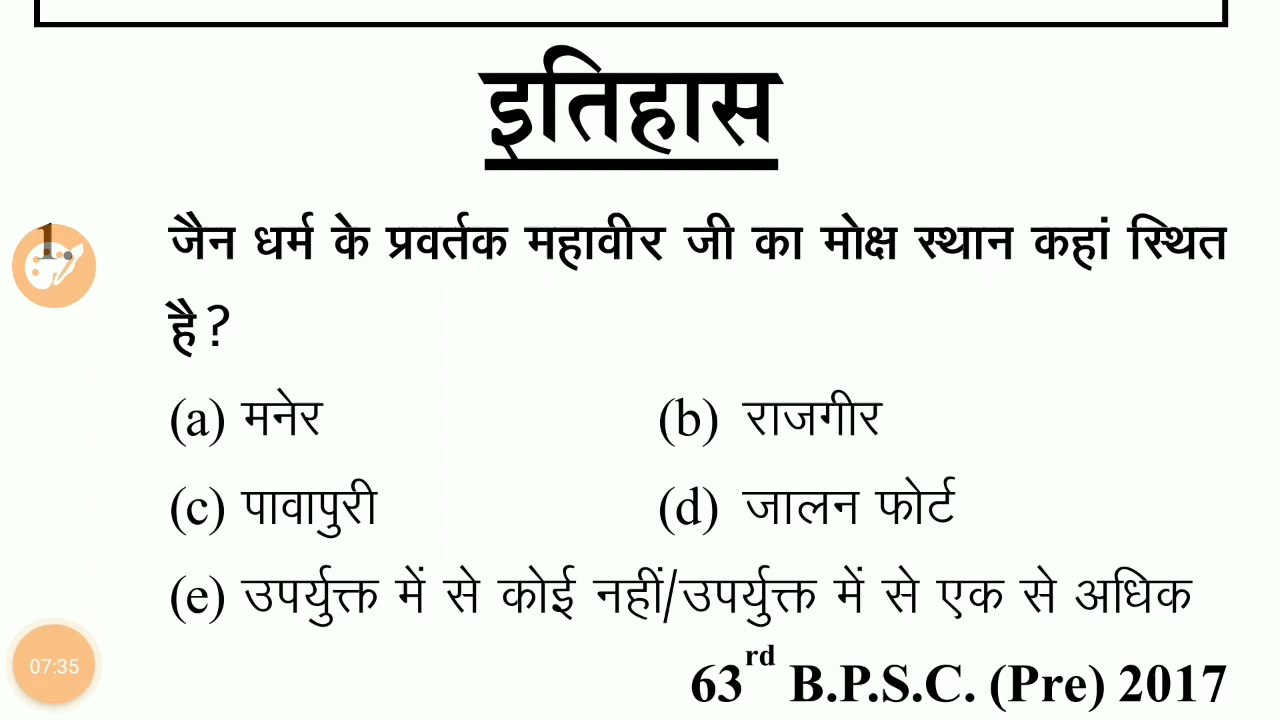 इतिहास
1. जैन धर्म के प्रवर्तक महावीर जी का मोक्ष स्थान कहां स्थित
है?
(a) मनेर (b) राजगीर
(c) पावापुरी (d) जालन फोर्ट
(e) उपर्युक्त में से कोई नहीं/उपर्युक्त में से एक से अधिक
63rd B.P.S.C. (Pre) 2017
07:35